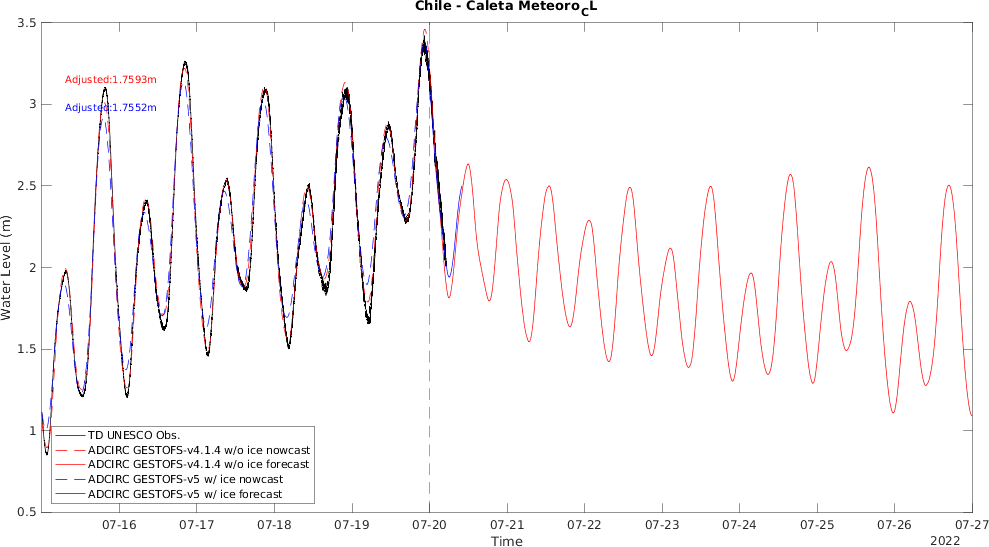 Chile - Caleta MeteoroCL
Adjusted:1.7593m
Adjusted:1.7552m
Water Level (m)
3.5
3
2.5
2
1.5
1
0.5
TD UNESCO Obs.
ADCIRC GESTOFS-v4.1.4 w/o ice nowcast
ADCIRC GESTOFS-v4.1.4 w/o ice forecast
ADCIRC GESTOFS-v5 w/ ice nowcast
ADCIRC GESTOFS-v5 w/ ice forecast
07-16 07-17 07-18 07-19 07-20 07-21 07-22 07-23 07-24 07-25 07-26 07-27
Time
2022